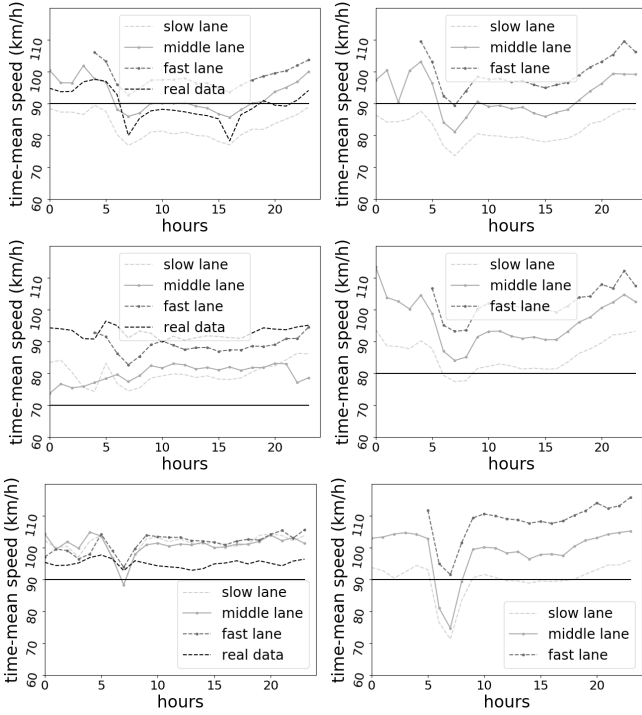 time-mean speed (km/h)
110
100
90
80
70
60
slow lane
middle lane
fast lane
real data
0 5 10 15 20
hours
time-mean speed (km/h)
110
100
90
80
70
60
slow lane
middle lane
fast lane
0 5 10 15 20
hours
time-mean speed (km/h)
110
100
90
80
70
60
slow lane
middle lane
fast lane
real data
0 5 10 15 20
hours
time-mean speed (km/h)
110
100
90
80
70
60
slow lane
middle lane
fast lane
0 5 10 15 20
hours
time-mean speed (km/h)
110
100
90
80
70
60
slow lane
middle lane
fast lane
real data
0 5 10 15 20
hours
time-mean speed (km/h)
110
100
90
80
70
60
slow lane
middle lane
fast lane
0 5 10 15 20
hours